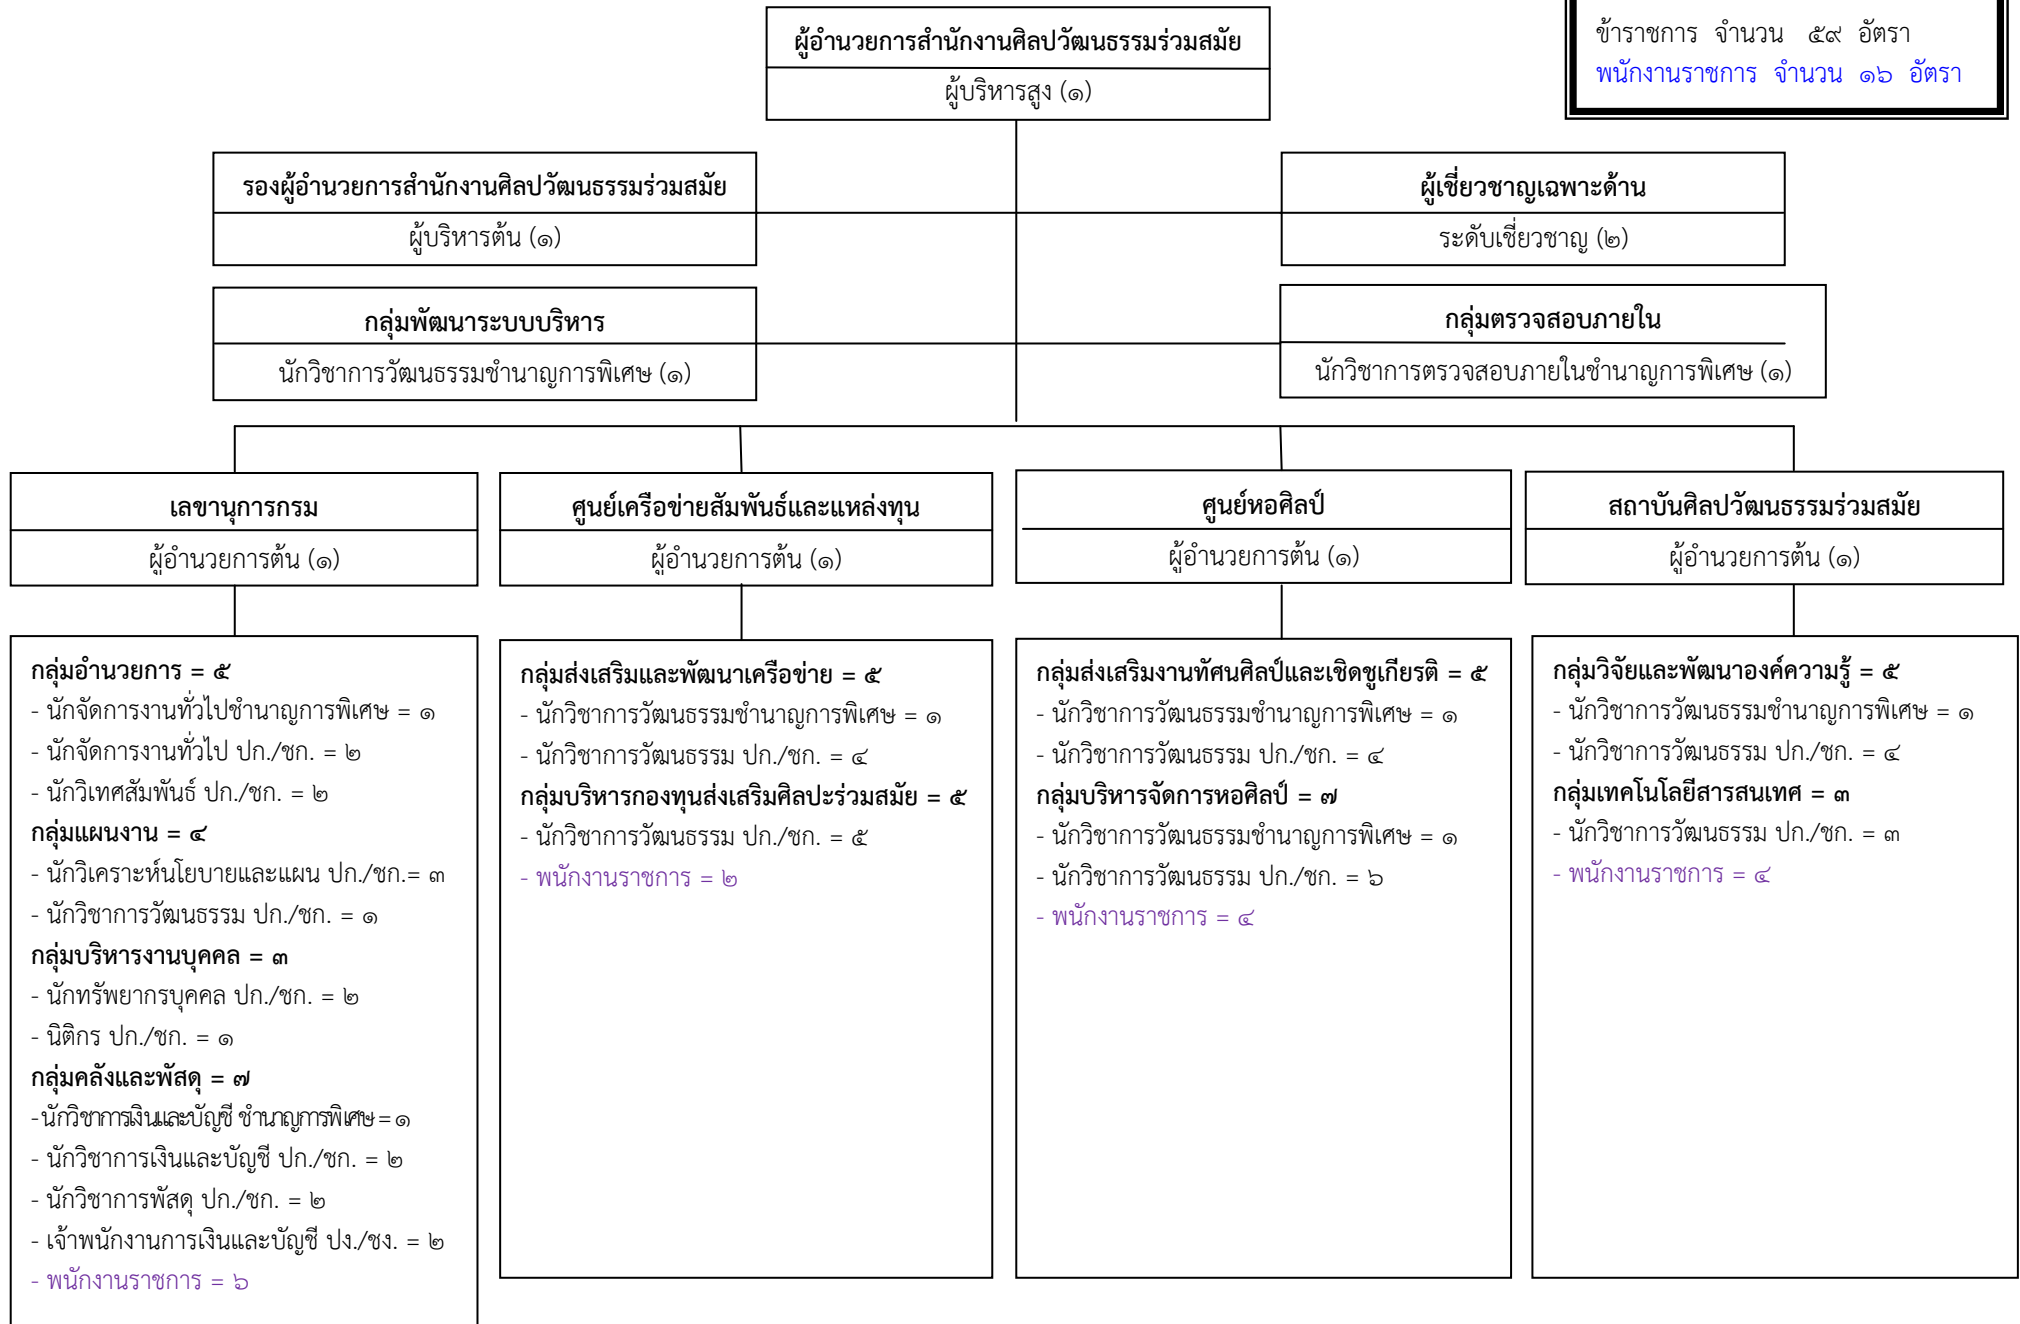 ผู้อำนวยการสำนักงานศิลปวัฒนธรรมร่วมสมัย
ผู้บริหารสูง (๑)
ข้าราชการ จำนวน ๕๙ อัตรา
พนักงานราชการ จำนวน ๑๖ อัตรา
รองผู้อำนวยการสำนักงานศิลปวัฒนธรรมร่วมสมัย
ผู้บริหารต้น (๑)
ผู้เชี่ยวชาญเฉพาะด้าน
ระดับเชี่ยวชาญ (๒)
กลุ่มพัฒนาระบบบริหาร
นักวิชาการวัฒนธรรมชำนาญการพิเศษ (๑)
กลุ่มตรวจสอบภายใน
นักวิชาการตรวจสอบภายในชำนาญการพิเศษ (๑)
เลขานุการกรม
ผู้อำนวยการต้น (๑)
ศูนย์เครือข่ายสัมพันธ์และแหล่งทุน
ผู้อำนวยการต้น (๑)
ศูนย์หอศิลป์
ผู้อำนวยการต้น (๑)
สถาบันศิลปวัฒนธรรมร่วมสมัย
ผู้อำนวยการต้น (๑)
กลุ่มอำนวยการ = ๕
- นักจัดการงานทั่วไปชำนาญการพิเศษ = ๑
- นักจัดการงานทั่วไป ปก./ชก. = ๒
- นักวิเทศสัมพันธ์ ปก./ชก. = ๒
กลุ่มแผนงาน = ๔
- นักวิเคราะห์นโยบายและแผน ปก./ชก.= ๓
- นักวิชาการวัฒนธรรม ปก./ชก. = ๑
กลุ่มบริหารงานบุคคล = ๓
- นักทรัพยากรบุคคล ปก./ชก. = ๒
- นิติกร ปก./ชก. = ๑
กลุ่มคลังและพัสดุ = ๗
-นักวิชาการเงินและบัญชี ชำนาญการพิเศษ=๑
- นักวิชาการเงินและบัญชี ปก./ชก. = ๒
- นักวิชาการพัสดุ ปก./ชก. = ๒
- เจ้าพนักงานการเงินและบัญชี ปง./ชง. = ๒
- พนักงานราชการ = ๖
กลุ่มส่งเสริมและพัฒนาเครือข่าย = ๕
- นักวิชาการวัฒนธรรมชำนาญการพิเศษ = ๑
- นักวิชาการวัฒนธรรม ปก./ชก. = ๔
กลุ่มบริหารกองทุนส่งเสริมศิลปะร่วมสมัย = ๕
- นักวิชาการวัฒนธรรม ปก./ชก. = ๕
- พนักงานราชการ = ๒
กลุ่มส่งเสริมงานทัศนศิลป์และเชิดชูเกียรติ = ๕
- นักวิชาการวัฒนธรรมชำนาญการพิเศษ = ๑
- นักวิชาการวัฒนธรรม ปก./ชก. = ๔
กลุ่มบริหารจัดการหอศิลป์ = ๗
- นักวิชาการวัฒนธรรมชำนาญการพิเศษ = ๑
- นักวิชาการวัฒนธรรม ปก./ชก. = ๖
- พนักงานราชการ = ๔
กลุ่มวิจัยและพัฒนาองค์ความรู้ = ๕
- นักวิชาการวัฒนธรรมชำนาญการพิเศษ = ๑
- นักวิชาการวัฒนธรรม ปก./ชก. = ๔
กลุ่มเทคโนโลยีสารสนเทศ = ๓
- นักวิชาการวัฒนธรรม ปก./ชก. = ๓
- พนักงานราชการ = ๔